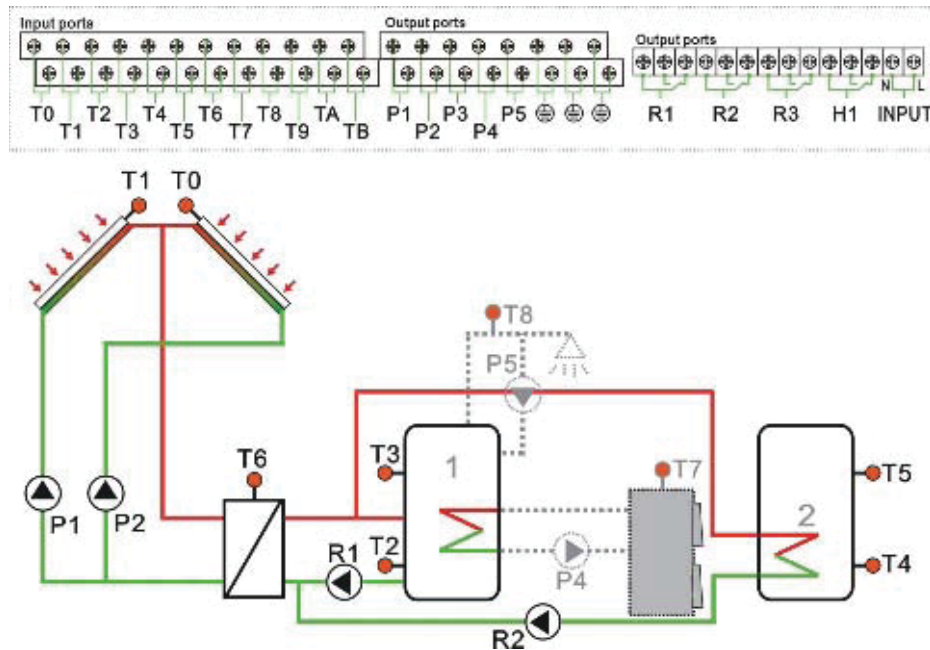 Input ports
Output ports
Output ports
T0 T2 T4 T6 T8 TA
T1 T3 T5 T7 T9 TB
P1 P3 P5
P2 P4
N L
R1 R2 R3 H1 INPUT
T1 T0
T8
P5
T6
T3
1
T7
T5
P1
P2
2
R1
T2
P4
T4
R2